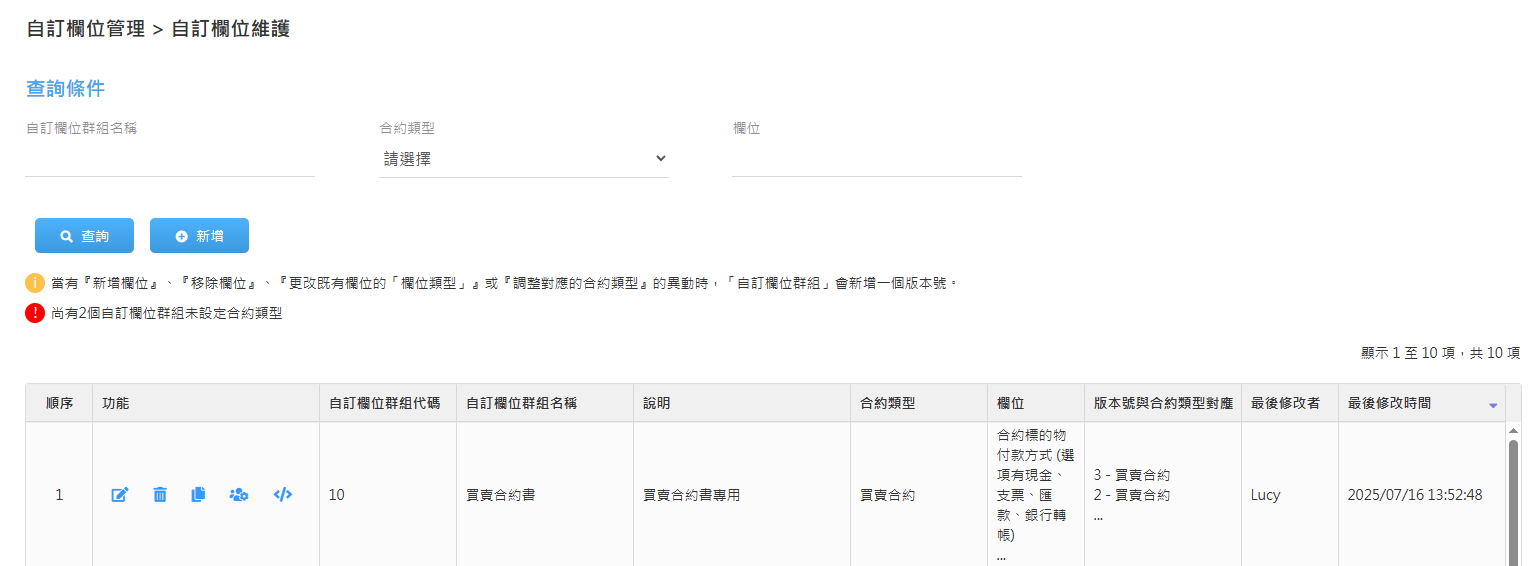 自訂欄位管理 > 自訂欄位維護
查詢條件
自訂欄位群組名稱 合約類型 欄位
請選擇
查詢 新增
當有『新增欄位』、『移除欄位』、『更改既有欄位的「欄位類型」』或『調整對應的合約類型』的異動時，「自訂欄位群組」會新增一個版本號。
尚有2個自訂欄位群組未設定合約類型
顯示 1 至 10 項，共 10 項
順序 功能 自訂欄位群組代碼 自訂欄位群組名稱 說明 合約類型 欄位 版本號與合約類型對應 最後修改者 最後修改時間
1 10 買賣合約書 買賣合約書專用 買賣合約
合約標的物
付款方式 (選
項有現金、
支票、匯
款、銀行轉
帳)
...
3 - 買賣合約
2 - 買賣合約
...
Lucy 2025/07/16 13:52:48